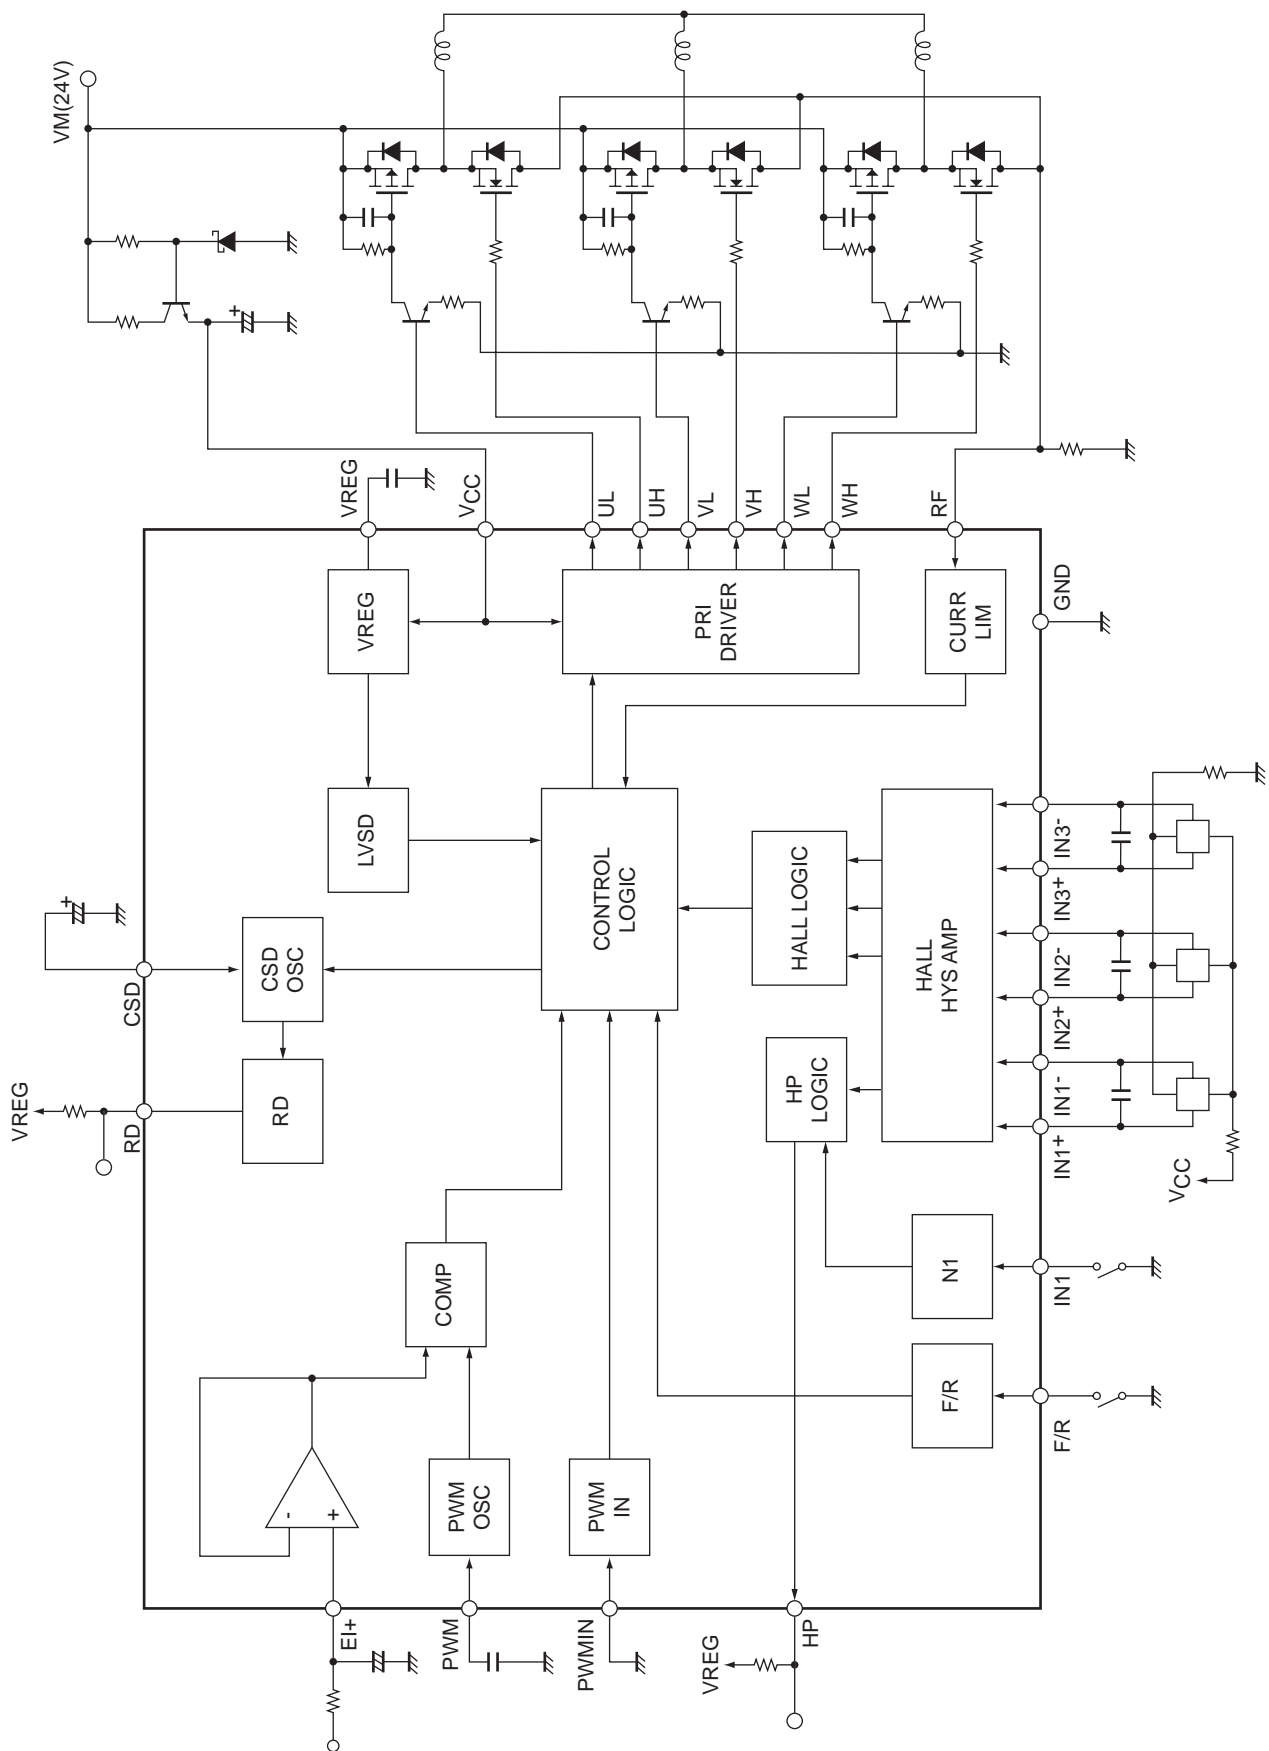 VM(24V)
+
VREG
VCC
UL
UH
VL
VH
WL
WH
RF
VREG
PRI
DRIVER
CURR
LIM
GND
LVSD
CONTROL
LOGIC
HALL LOGIC
HALL
HYS AMP
IN3-
IN3+
IN2-
IN2+
IN1-
IN1+
VCC
+
CSD
CSD
OSC
VREG
RD
RD
HP
LOGIC
COMP
N1
IN1
F/R
F/R
-
+
PWM
OSC
PWM
IN
EI+
PWM
PWMIN
HP
VREG